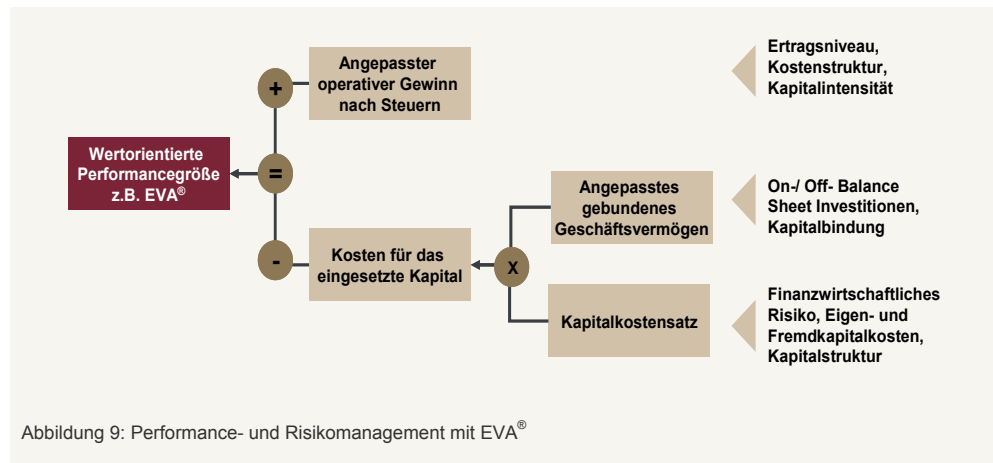 Angepasster
operativer Gewinn
nach Steuern
Ertragsniveau,
Kostenstruktur,
Kapitalintensität
+
Wertorientierte
Performancegröße
z.B. EVA®
=
Angepasstes
gebundenes
Geschäftsvermögen
On-/ Off- Balance
Sheet Investitionen,
Kapitalbindung
-
Kosten für das
eingesetzte Kapital
X
Kapitalkostensatz
Finanzwirtschaftliches
Risiko, Eigen- und
Fremdkapitalkosten,
Kapitalstruktur
Abbildung 9: Performance- und Risikomanagement mit EVA®